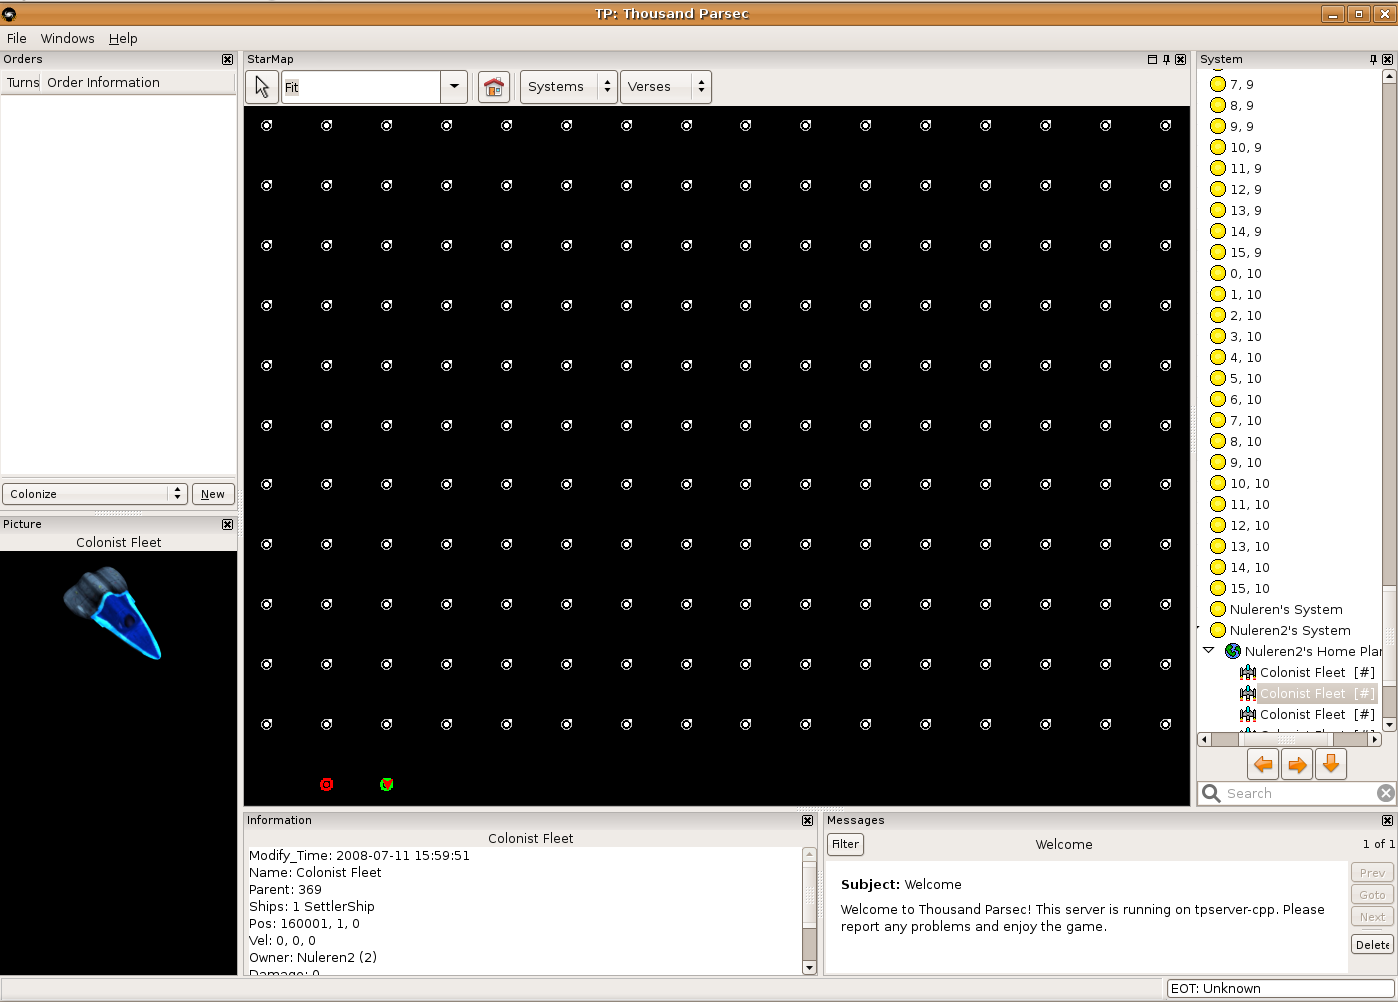 TP: Thousand Parsec
File Windows Help
Orders
Turns Order Information
Colonize New
Picture
Colonist Fleet
StarMap
Fit Systems Verses
System
7, 9
8, 9
9, 9
10, 9
11, 9
12, 9
13, 9
14, 9
15, 9
0, 10
1, 10
2, 10
3, 10
4, 10
5, 10
6, 10
7, 10
8, 10
9, 10
10, 10
11, 10
12, 10
13, 10
14, 10
15, 10
Nuleren's System
Nuleren2's System
Nuleren2's Home Plan
Colonist Fleet [#]
Colonist Fleet [#]
Colonist Fleet [#]
Search
Information
Colonist Fleet
Modify_Time: 2008-07-11 15:59:51
Name: Colonist Fleet
Parent: 369
Ships: 1 SettlerShip
Pos: 160001, 1, 0
Vel: 0, 0, 0
Owner: Nuleren2 (2)
Damage: 0
Messages
Filter Welcome 1 of 1
Subject: Welcome
Welcome to Thousand Parsec! This server is running on tpserver-cpp. Please
report any problems and enjoy the game.
Prev
Goto
Next
Delete
EOT: Unknown